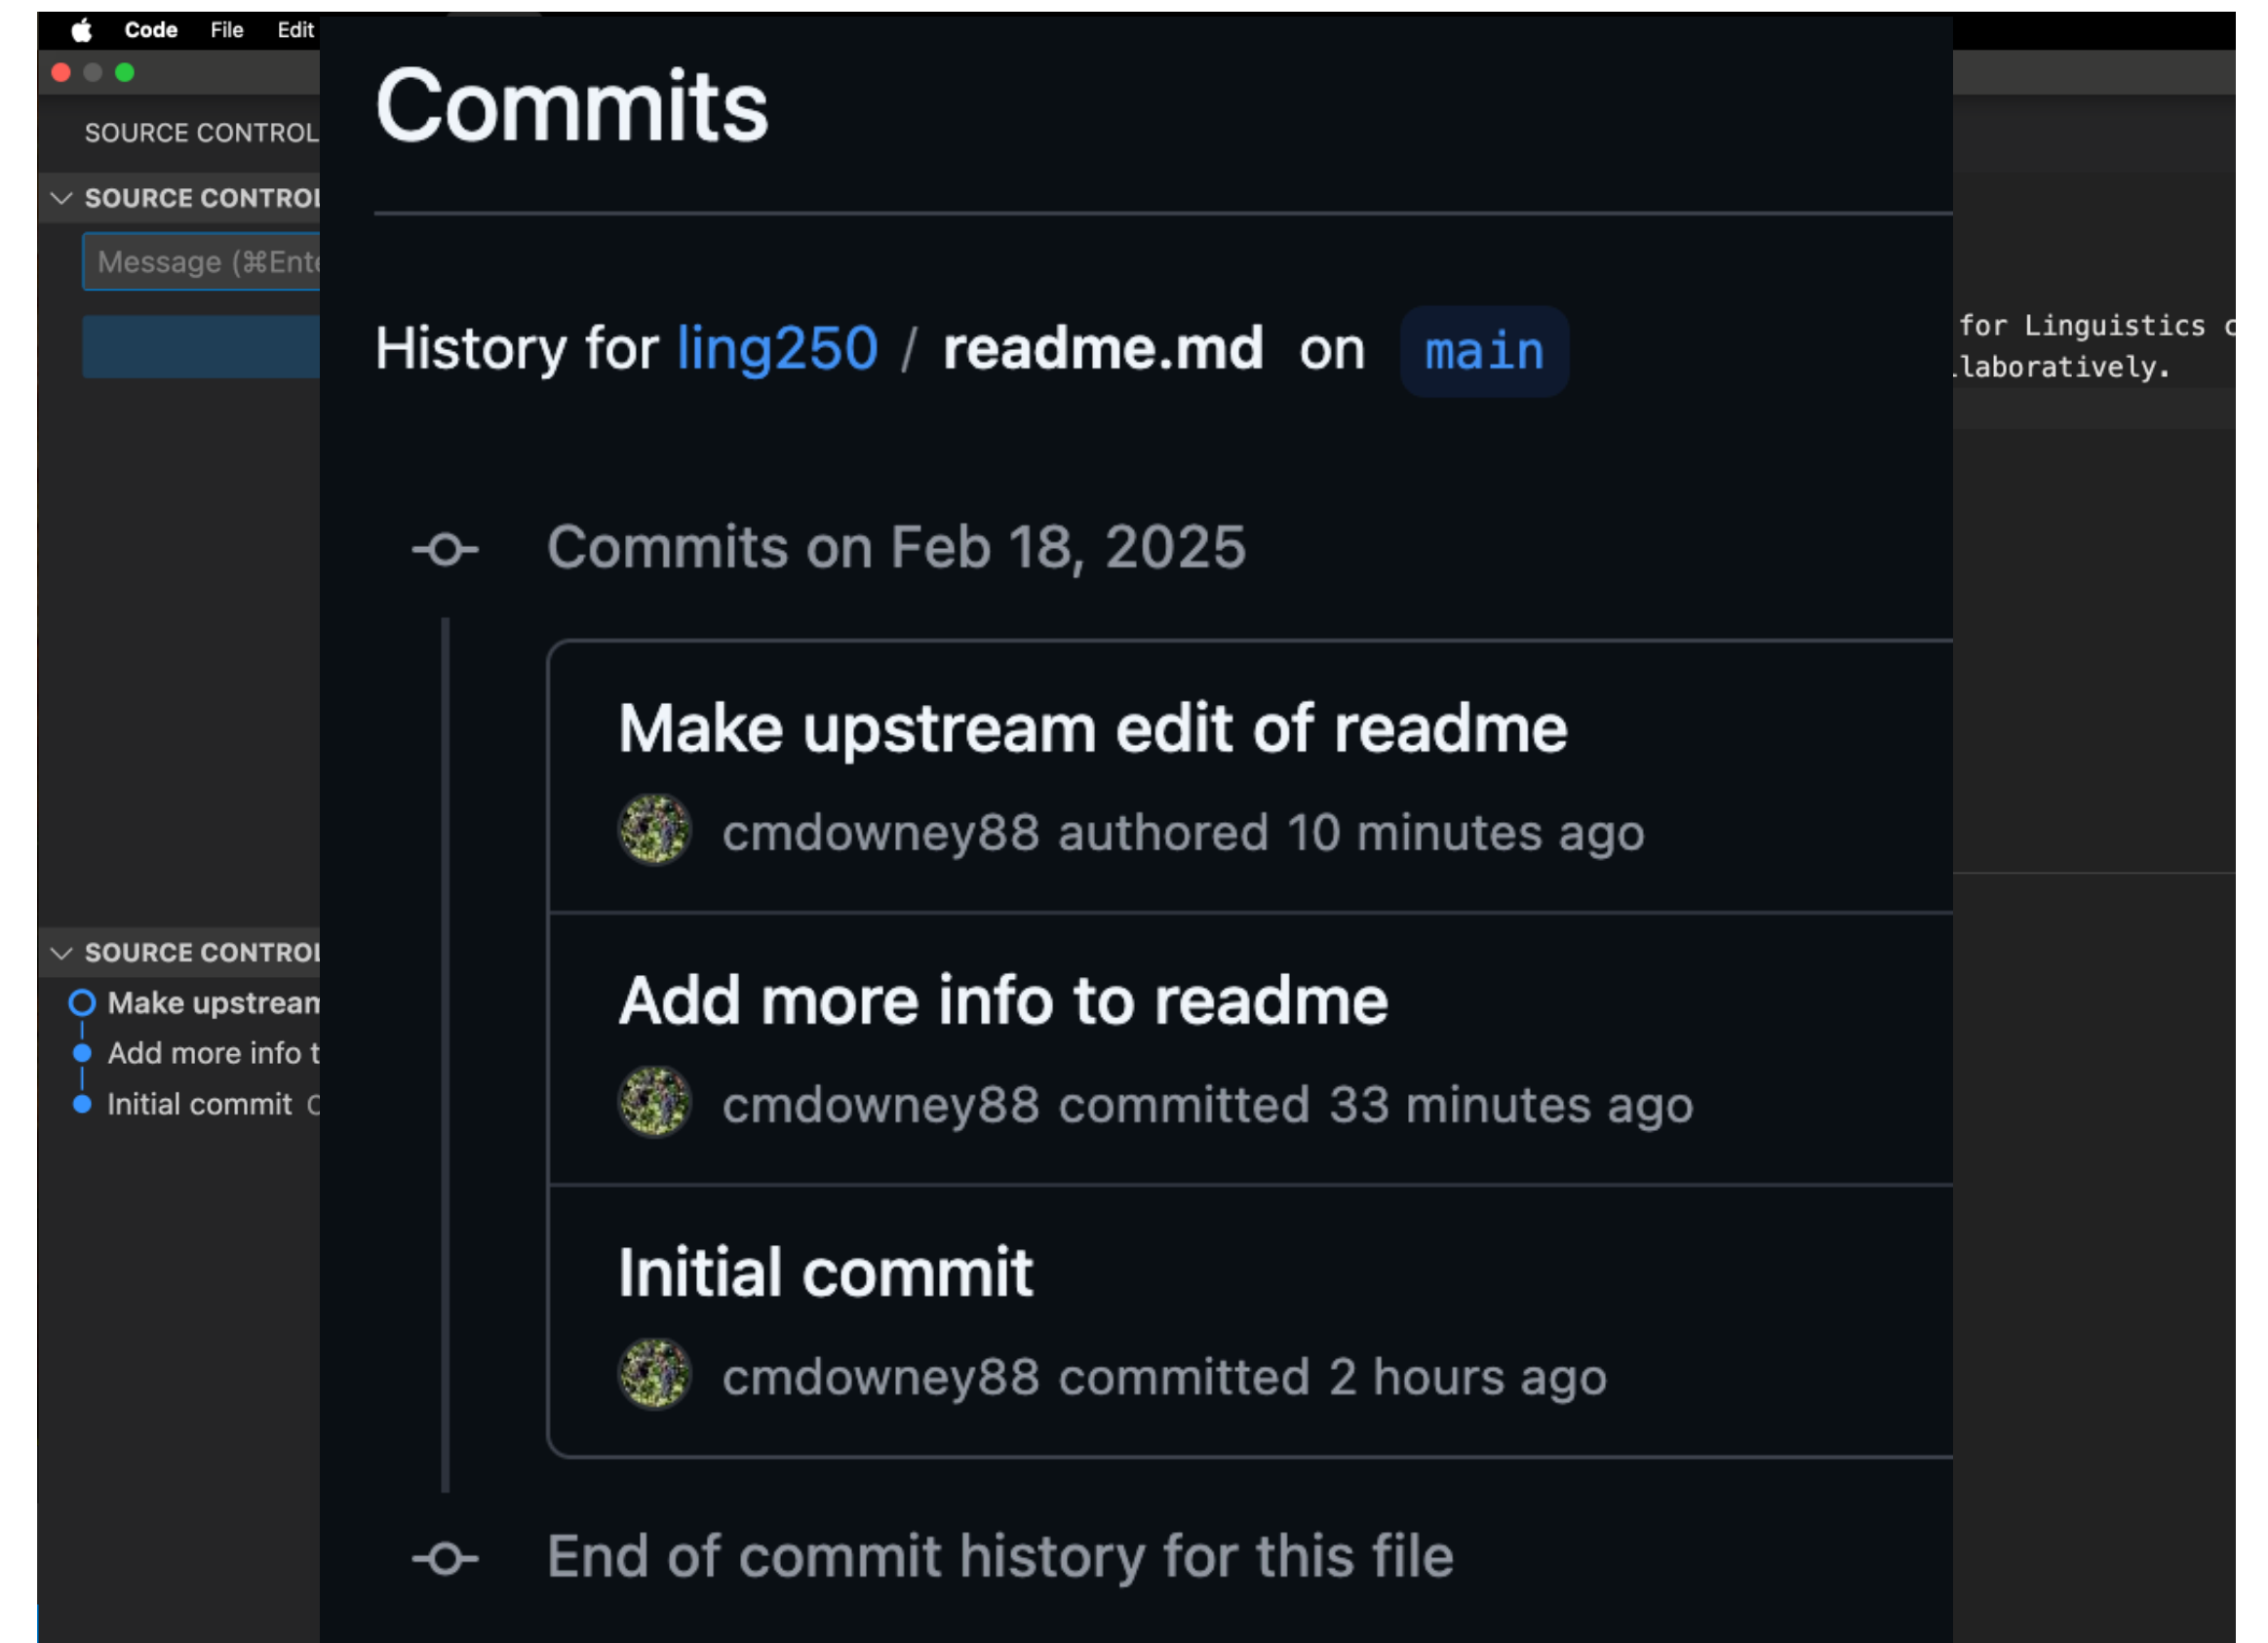 Code File Edit
SOURCE CONTROL
SOURCE CONTROL
Message (⌘Ente
Commits
History for ling250 / readme.md on main
for Linguistics c
laboratively.
Commits on Feb 18, 2025
Make upstream edit of readme
cmdowney88 authored 10 minutes ago
Add more info to readme
cmdowney88 committed 33 minutes ago
Initial commit
cmdowney88 committed 2 hours ago
End of commit history for this file
SOURCE CONTROL
Make upstream
Add more info t
Initial commit